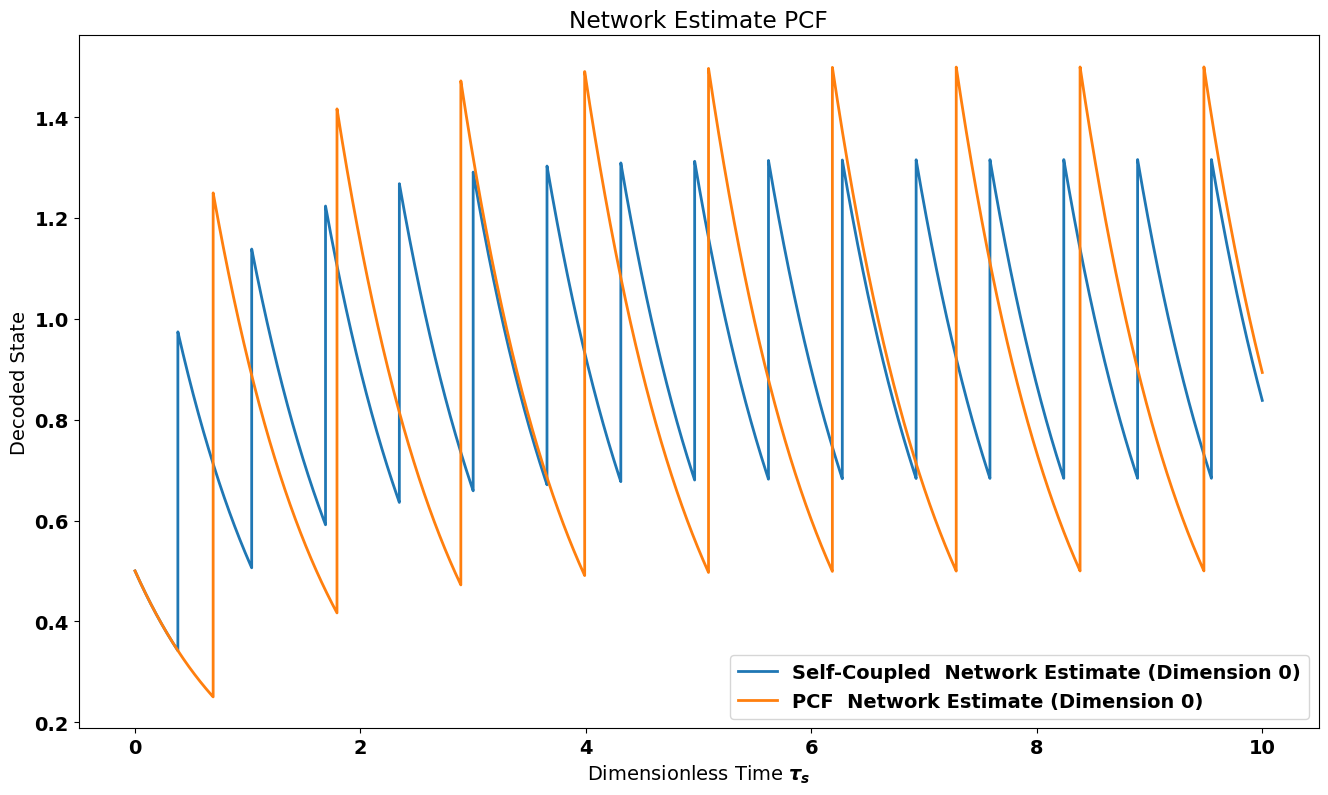 Network Estimate PCF
Decoded State
1.4
1.2
1.0
0.8
0.6
0.4
0.2
Self-Coupled  Network Estimate (Dimension 0)
PCF  Network Estimate (Dimension 0)
0 2 4 6 8 10
Dimensionless Time τₛ